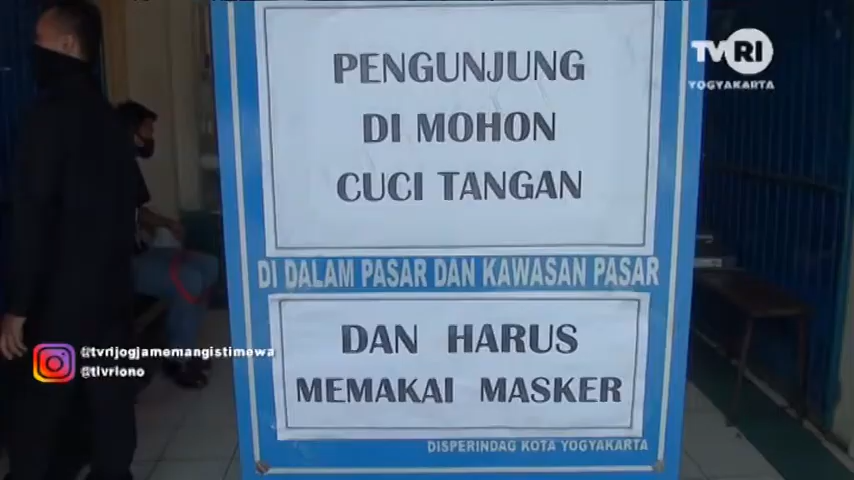 TVRI
YOGYAKARTA
PENGUNJUNG
DI MOHON
CUCI TANGAN
DI DALAM PASAR DAN KAWASAN PASAR
DAN HARUS
MEMAKAI MASKER
DISPERINDAG KOTA YOGYAKARTA
@tvrijogjamemangistimewa
@tivriono